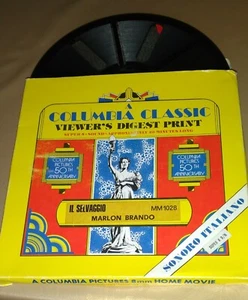 A
COLUMBIA CLASSIC
VIEWER'S DIGEST PRINT
COLUMBIA PICTURES 50TH ANNIVERSARY
COLUMBIA PICTURES 50TH ANNIVERSARY
IL SELVAGGIO MM 1028
MARLON BRANDO
SONORO ITALIANO
A COLUMBIA PICTURES 8mm HOME MOVIE